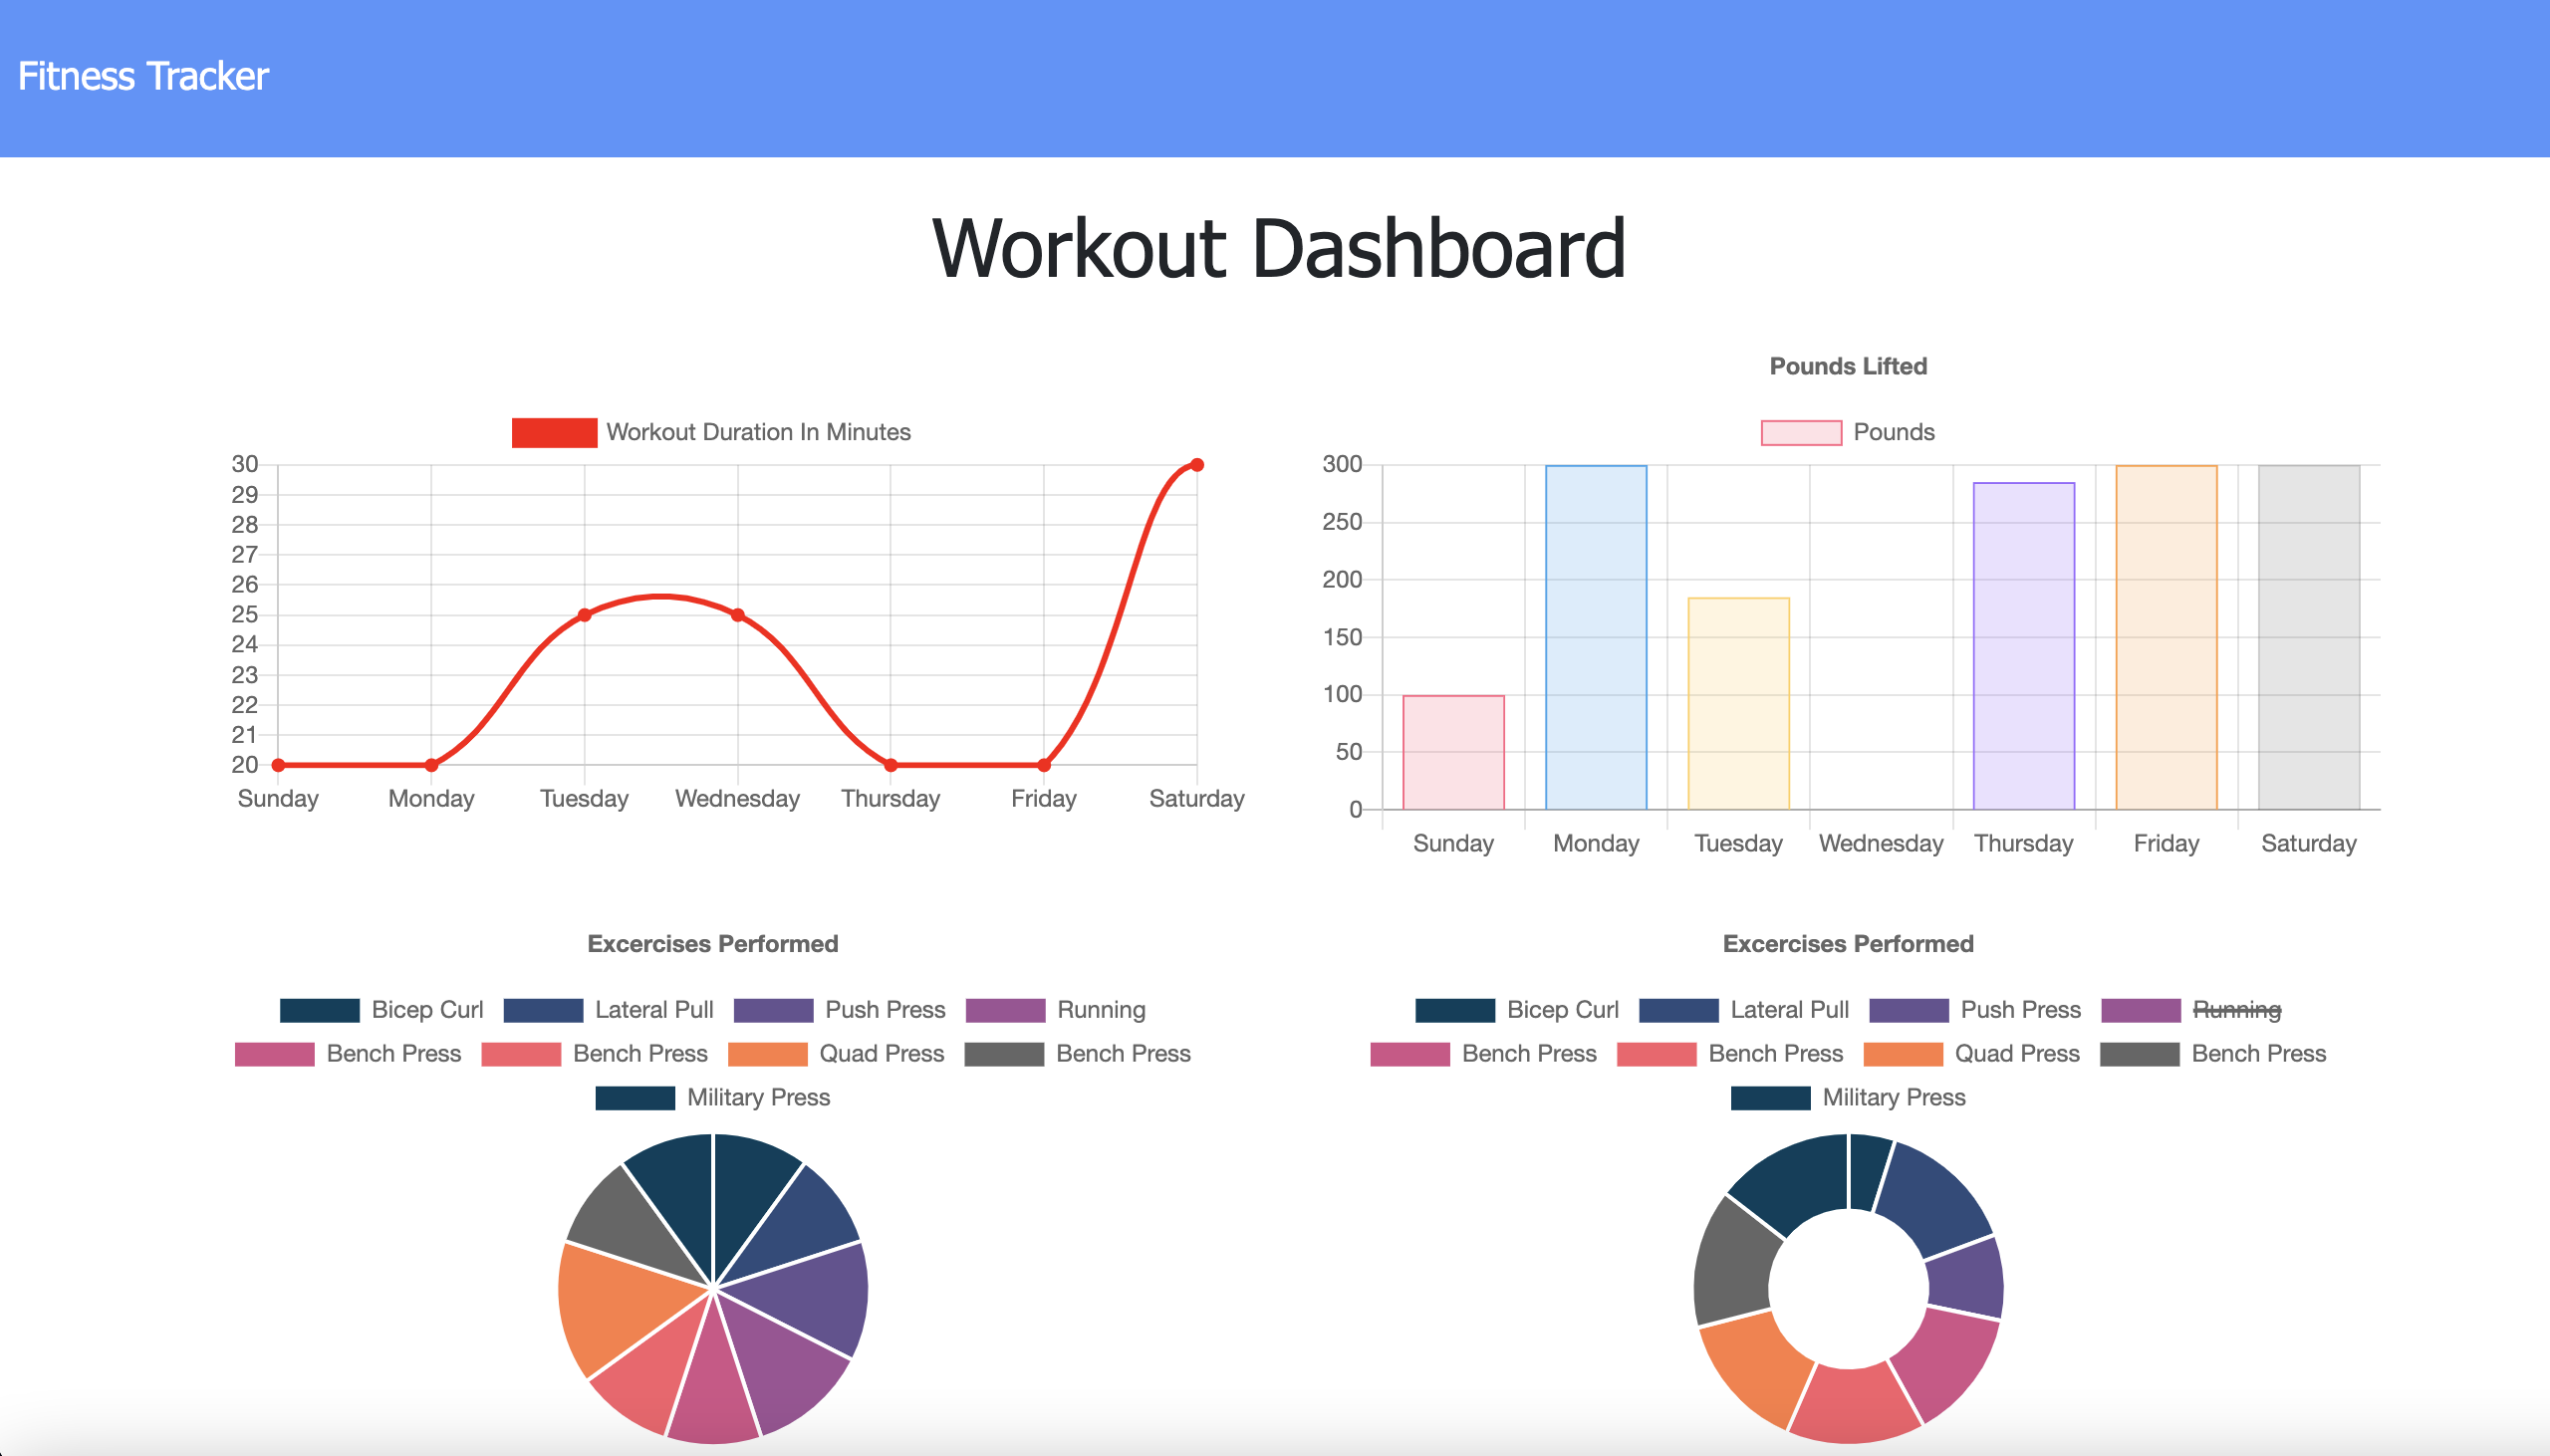 Fitness Tracker
Workout Dashboard
Workout Duration In Minutes
30
29
28
27
26
25
24
23
22
21
20
Sunday Monday Tuesday Wednesday Thursday Friday Saturday
Pounds Lifted
Pounds
300
250
200
150
100
50
0
Sunday Monday Tuesday Wednesday Thursday Friday Saturday
Excercises Performed
Bicep Curl Lateral Pull Push Press Running
Bench Press Bench Press Quad Press Bench Press
Military Press
Excercises Performed
Bicep Curl Lateral Pull Push Press Running
Bench Press Bench Press Quad Press Bench Press
Military Press